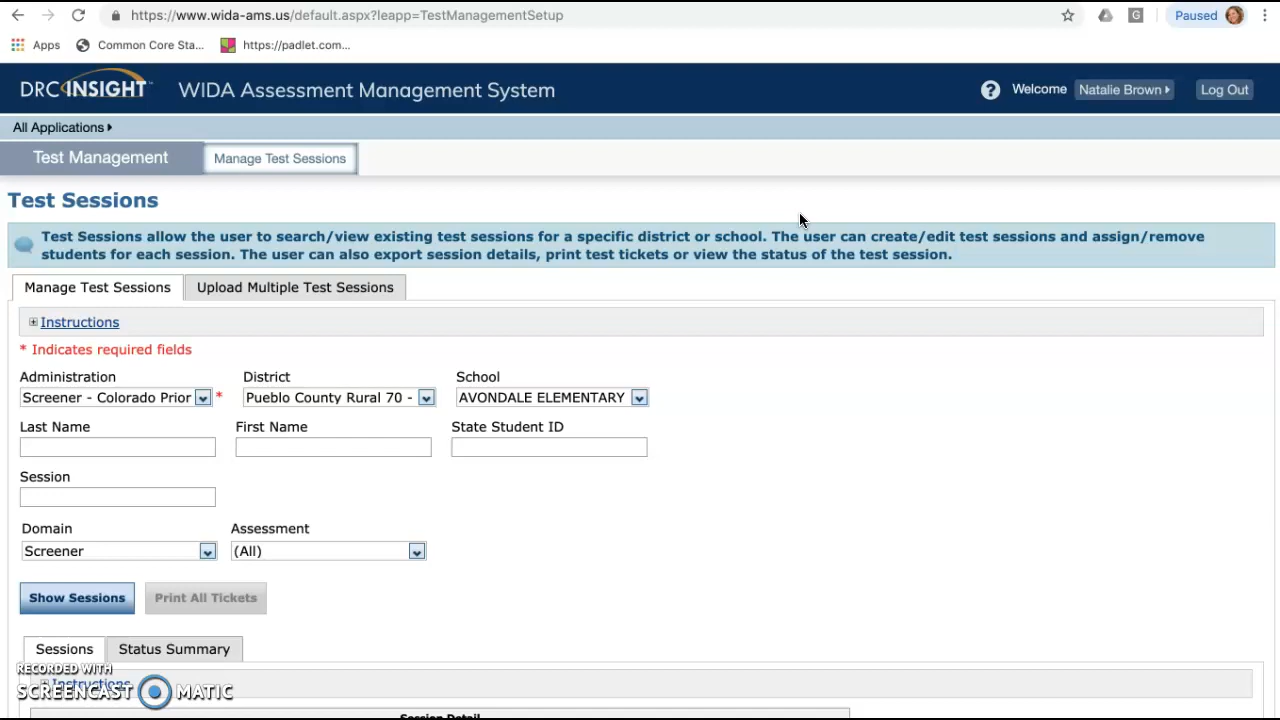 https://www.wida-ams.us/default.aspx?leapp=TestManagementSetup
Paused
Apps
Common Core Sta...
https://padlet.com...
DRC INSIGHT
WIDA Assessment Management System
? Welcome Natalie Brown
Log Out
All Applications
Test Management
Manage Test Sessions
Test Sessions
Test Sessions allow the user to search/view existing test sessions for a specific district or school. The user can create/edit test sessions and assign/remove
students for each session. The user can also export session details, print test tickets or view the status of the test session.
Manage Test Sessions
Upload Multiple Test Sessions
Instructions
* Indicates required fields
Administration
District
School
Screener - Colorado Prior *
Pueblo County Rural 70 -
AVONDALE ELEMENTARY
Last Name
First Name
State Student ID
Session
Domain
Assessment
Screener
(All)
Show Sessions
Print All Tickets
Sessions
Status Summary
RECORDED WITH
SCREENCAST MATIC
Instructions
Session Detail